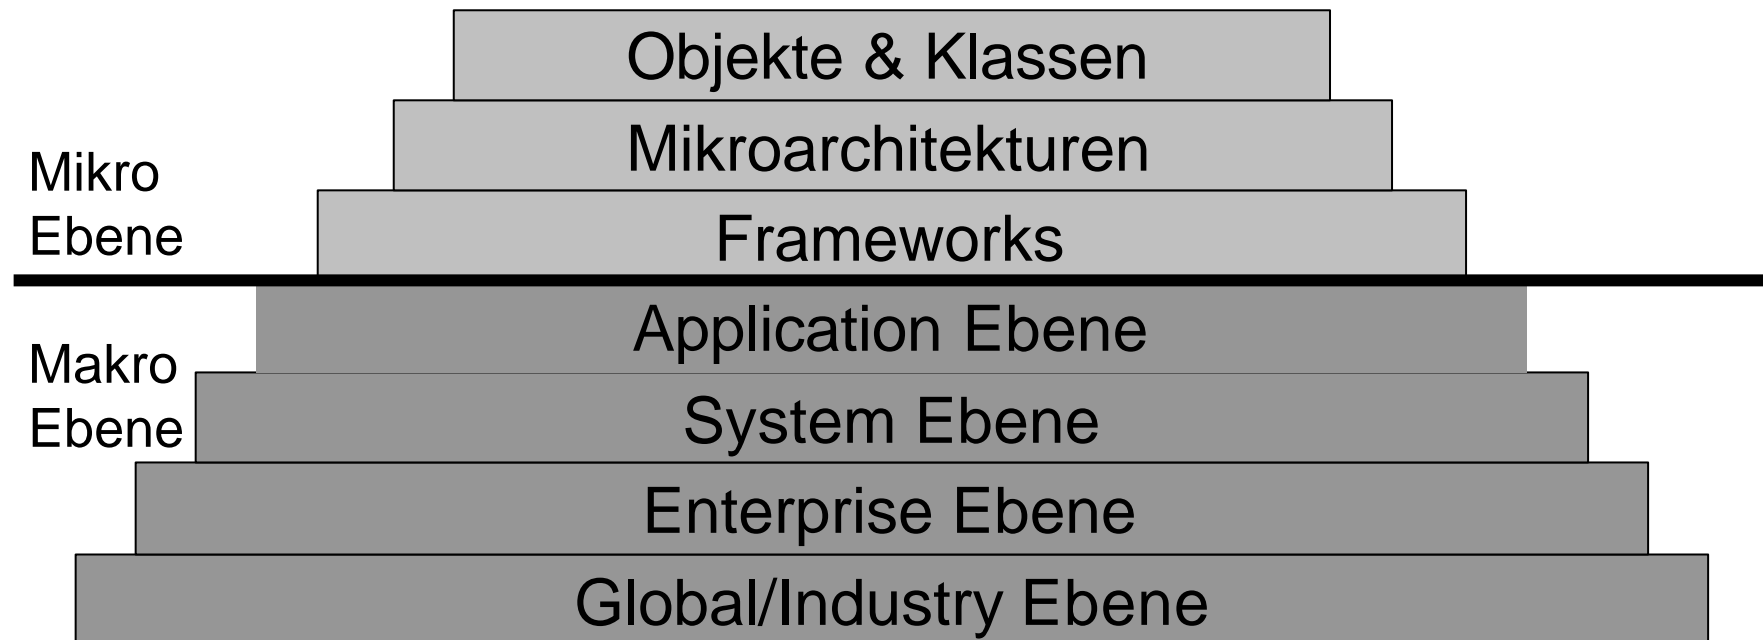 Objekte & Klassen
Mikroarchitekturen
Mikro
Ebene
Frameworks
Application Ebene
Makro
Ebene
System Ebene
Enterprise Ebene
Global/Industry Ebene